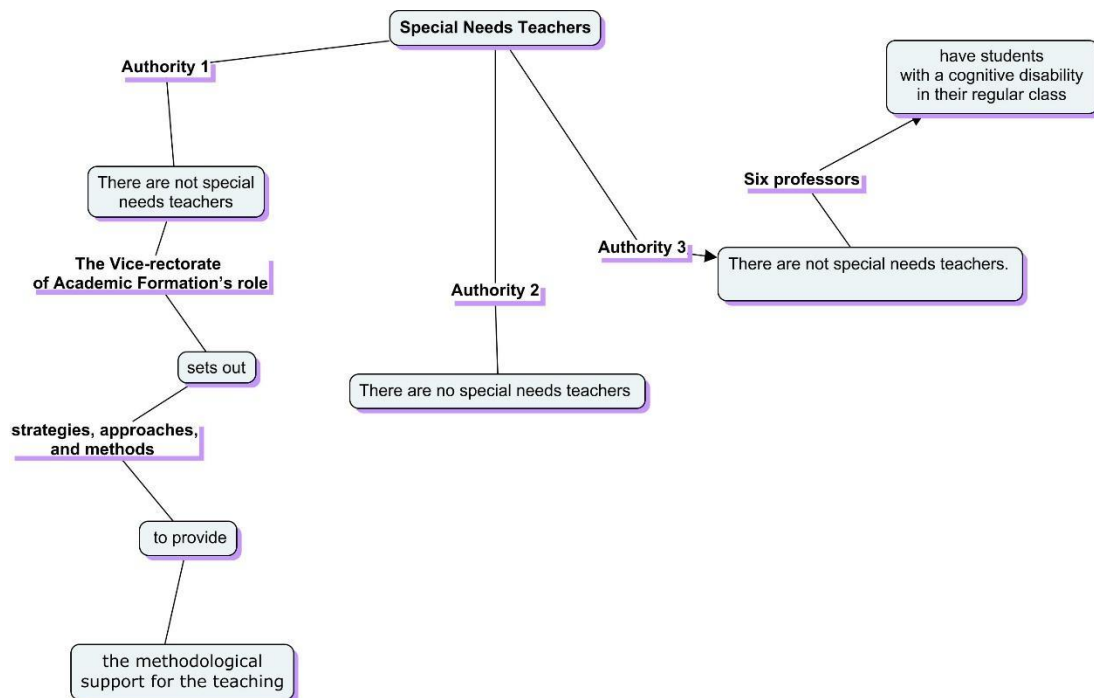 Special Needs Teachers
Authority 1
There are not special
needs teachers
The Vice-rectorate
of Academic Formation's role
sets out
strategies, approaches,
and methods
to provide
the methodological
support for the teaching
Authority 2
There are no special needs teachers
Authority 3
There are not special needs teachers.
Six professors
have students
with a cognitive disability
in their regular class